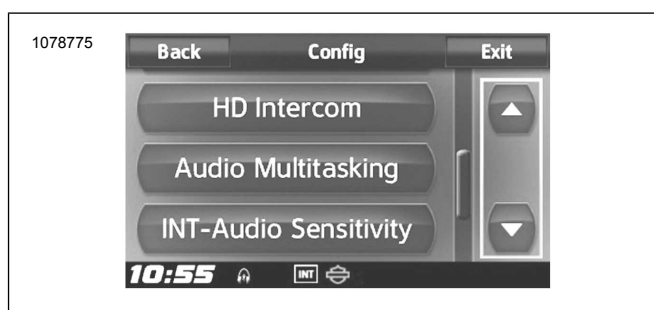 1078775
Back Config Exit
HD Intercom
Audio Multitasking
INT-Audio Sensitivity
10:55 INT